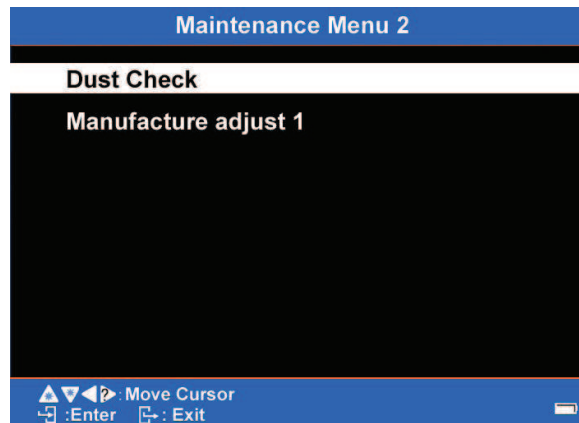 Maintenance Menu 2
Dust Check
Manufacture adjust 1
?:Move Cursor
:Enter : Exit